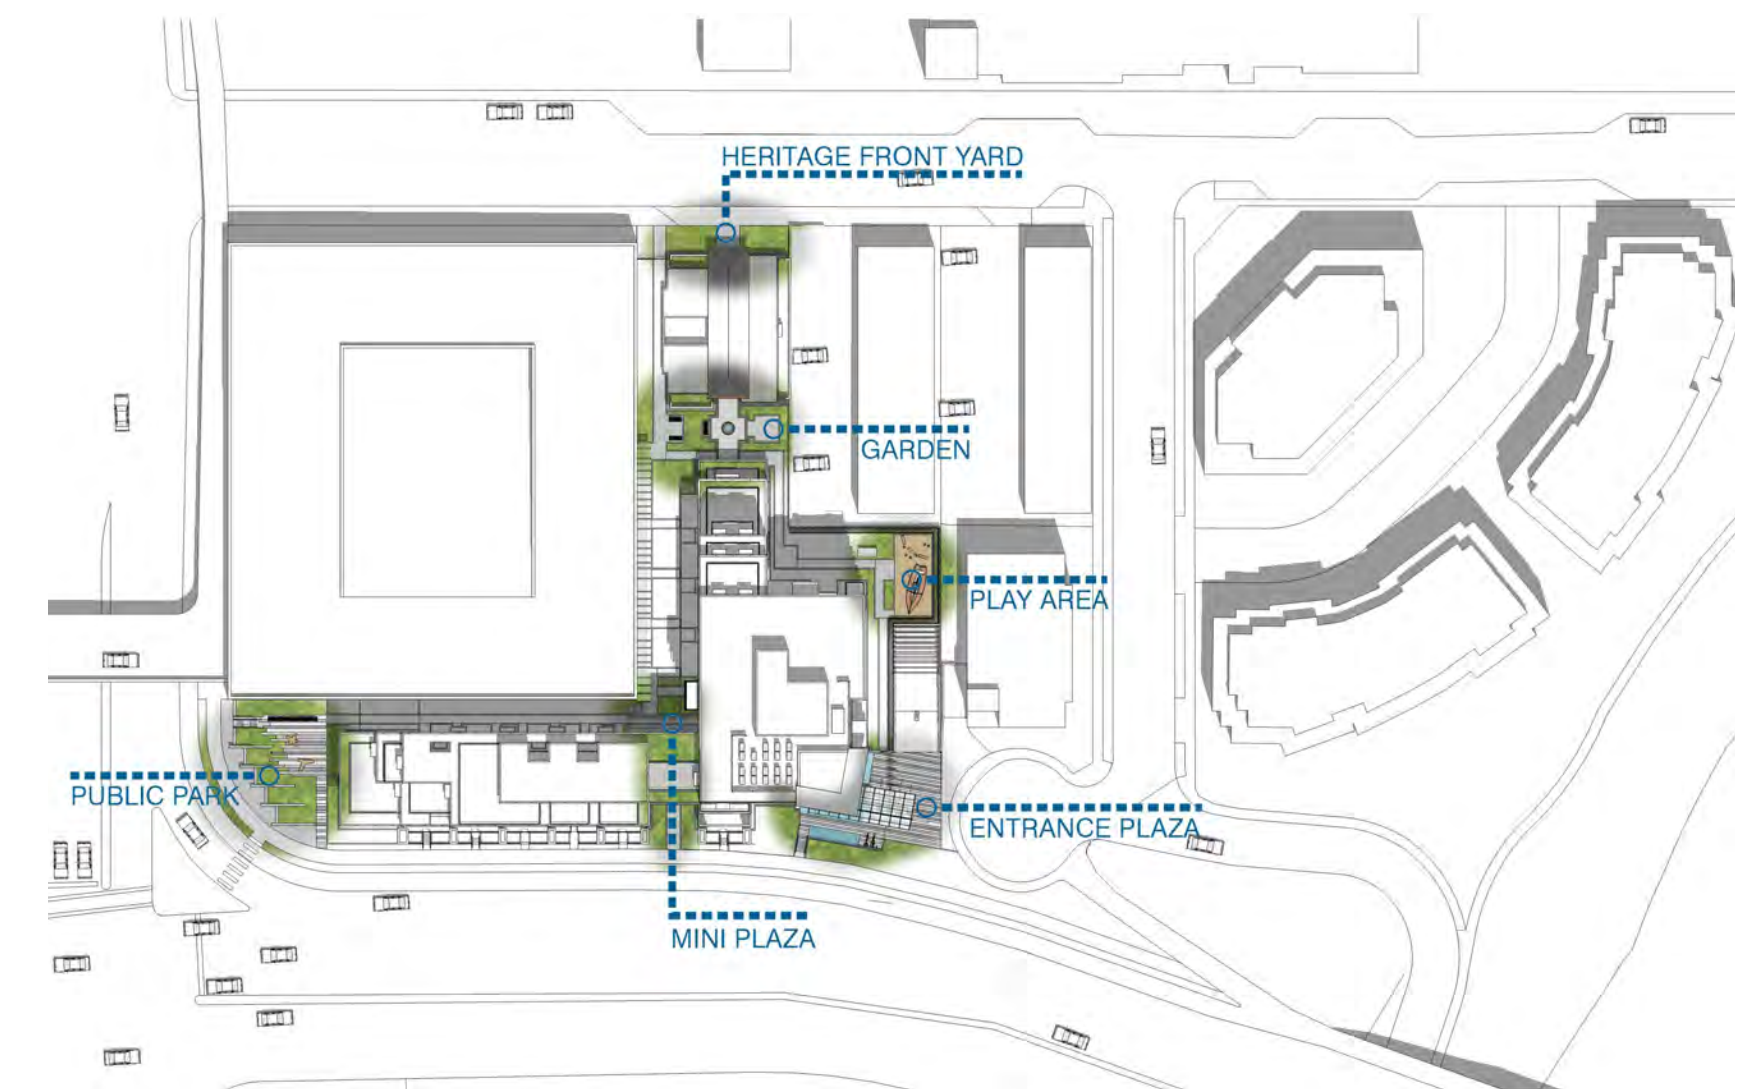 HERITAGE FRONT YARD
GARDEN
PLAY AREA
PUBLIC PARK
ENTRANCE PLAZA
MINI PLAZA